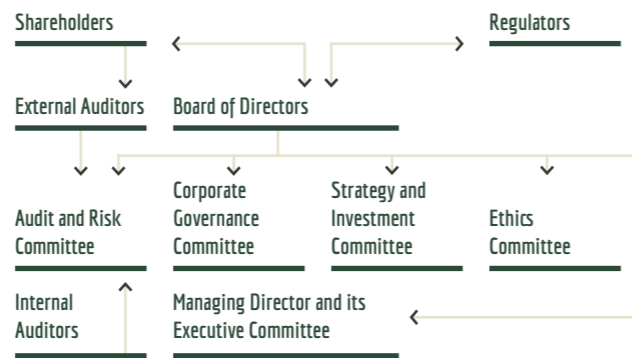 Shareholders
Regulators
External Auditors
Board of Directors
Audit and Risk
Committee
Corporate
Governance
Committee
Strategy and
Investment
Committee
Ethics
Committee
Internal
Auditors
Managing Director and its
Executive Committee